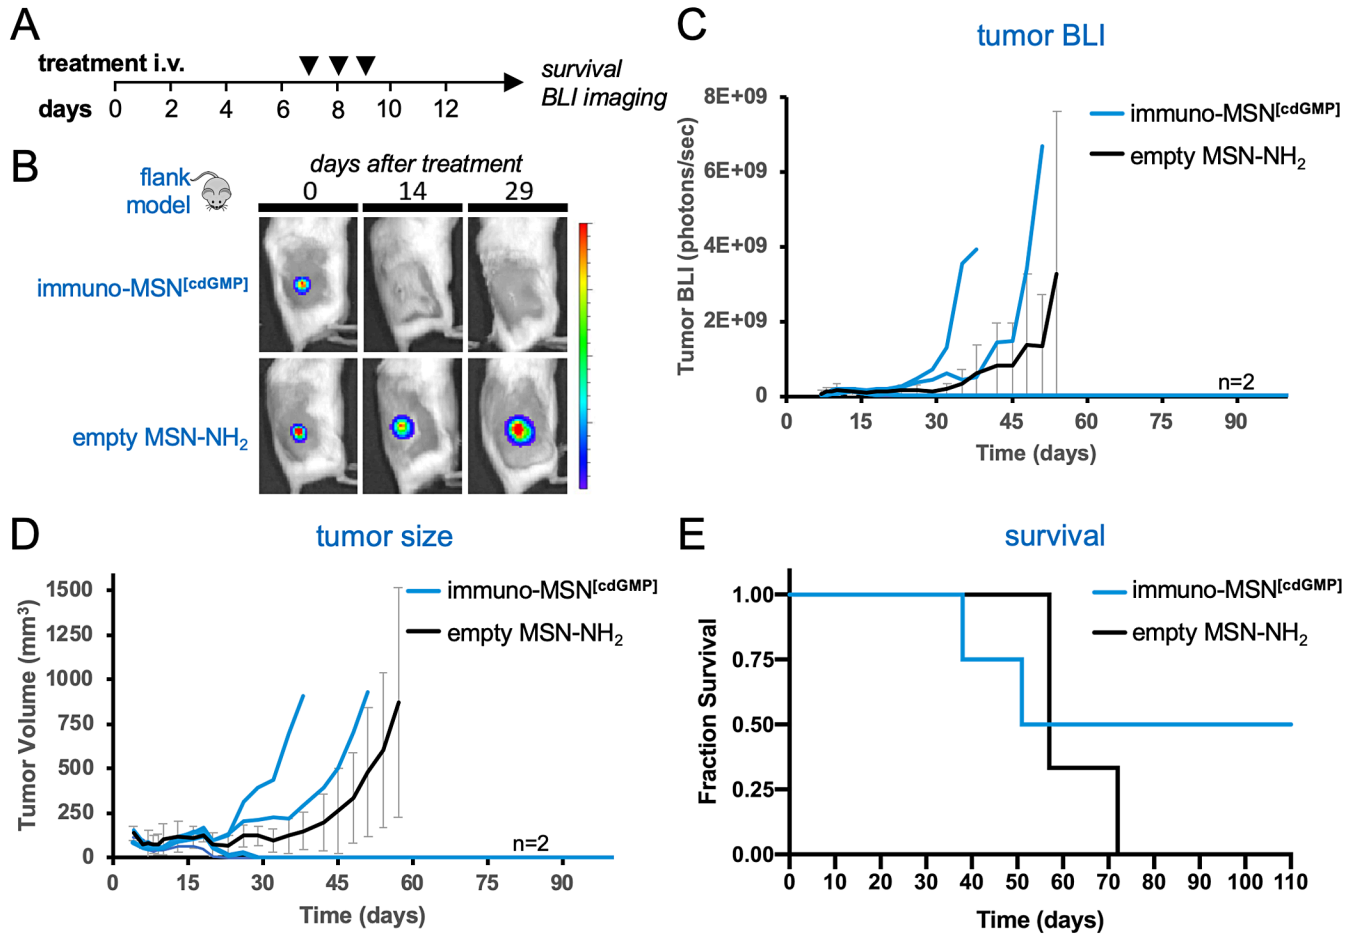 A
treatment i.v.
days 0 2 4 6 8 10 12
survival
BLI imaging
B
flank
model
days after treatment
0 14 29
immuno-MSN[cdGMP]
empty MSN-NH2
C
tumor BLI
Tumor BLI (photons/sec)
8E+09
6E+09
4E+09
2E+09
0
immuno-MSN[cdGMP]
empty MSN-NH2
n=2
0 15 30 45 60 75 90
Time (days)
D
tumor size
Tumor Volume (mm3)
1500
1250
1000
750
500
250
0
immuno-MSN[cdGMP]
empty MSN-NH2
n=2
0 15 30 45 60 75 90
Time (days)
E
survival
Fraction Survival
1.00
0.75
0.50
0.25
0.00
immuno-MSN[cdGMP]
empty MSN-NH2
0 10 20 30 40 50 60 70 80 90 100 110
Time (days)